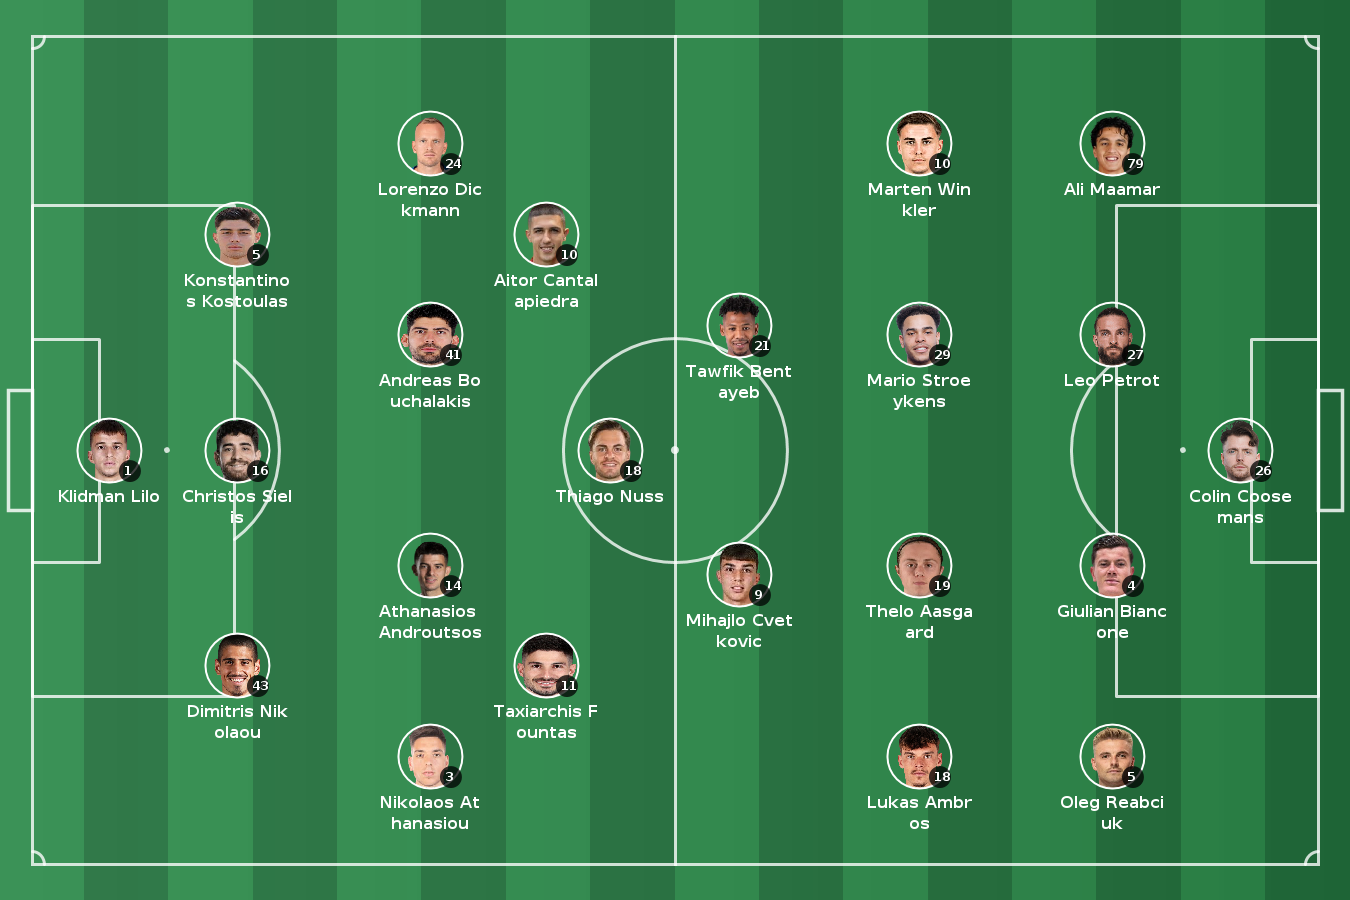 24
Lorenzo Dic
kmann
10
Marten Win
kler
79
Ali Maamar
5
Konstantino
s Kostoulas
10
Aitor Cantal
apiedra
41
Andreas Bo
uchalakis
21
Tawfik Bent
ayeb
29
Mario Stroe
ykens
27
Leo Petrot
1
Klidman Lilo
16
Christos Siel
is
18
Thiago Nuss
26
Colin Coose
mans
14
Athanasios
Androutsos
9
Mihajlo Cvet
kovic
19
Thelo Aasga
ard
4
Giulian Bianc
one
43
Dimitris Nik
olaou
11
Taxiarchis F
ountas
3
Nikolaos At
hanasiou
18
Lukas Ambr
os
5
Oleg Reabci
uk